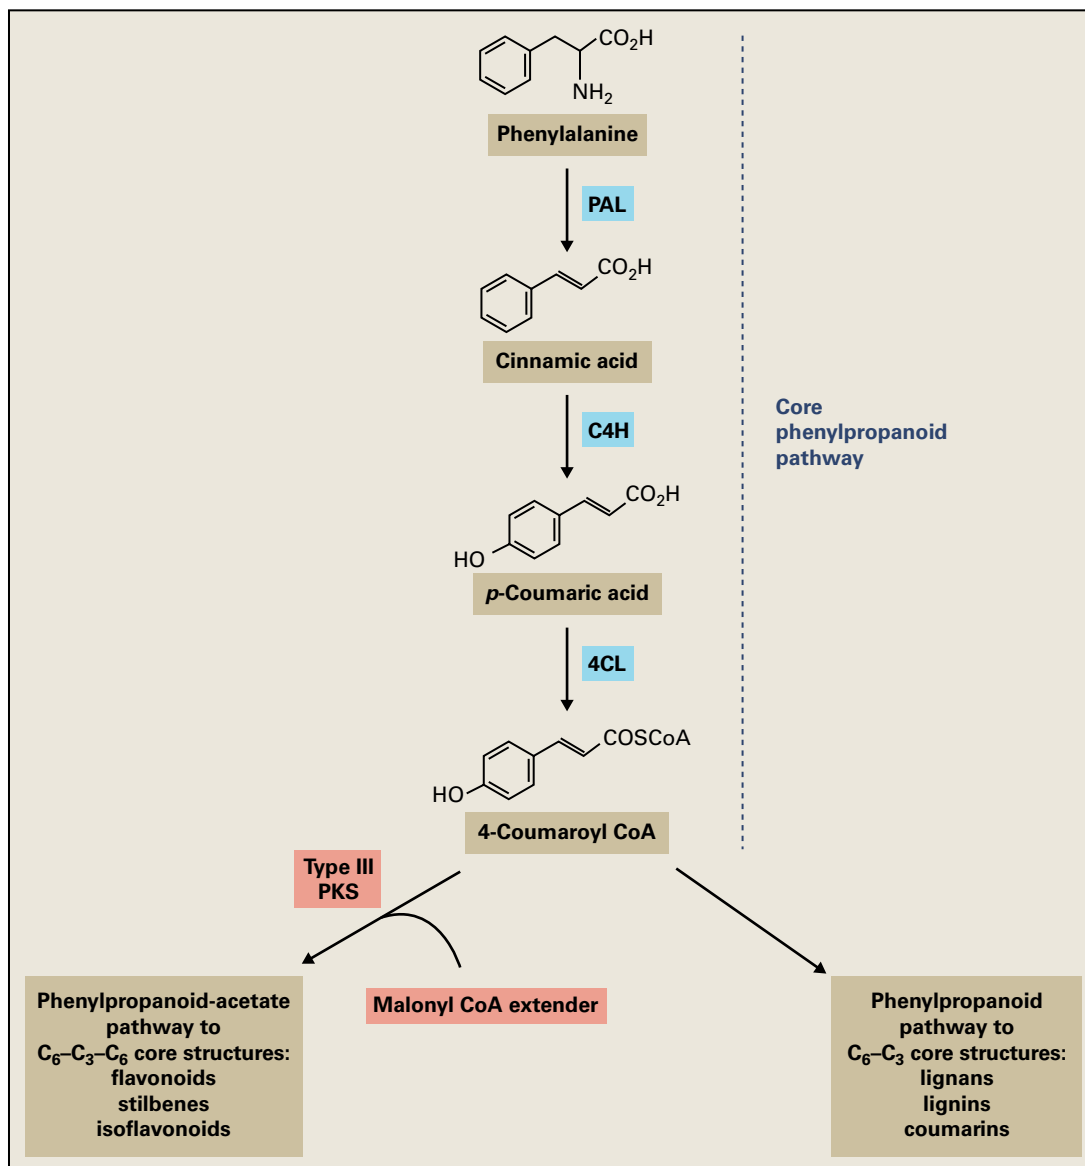 CO₂H
NH₂
Phenylalanine
PAL
CO₂H
Cinnamic acid
C4H
Core
phenylpropanoid
pathway
CO₂H
HO
p-Coumaric acid
4CL
COSCoA
HO
4-Coumaroyl CoA
Type III
PKS
Malonyl CoA extender
Phenylpropanoid-acetate
pathway to
C₆–C₃–C₆ core structures:
flavonoids
stilbenes
isoflavonoids
Phenylpropanoid
pathway to
C₆–C₃ core structures:
lignans
lignins
coumarins